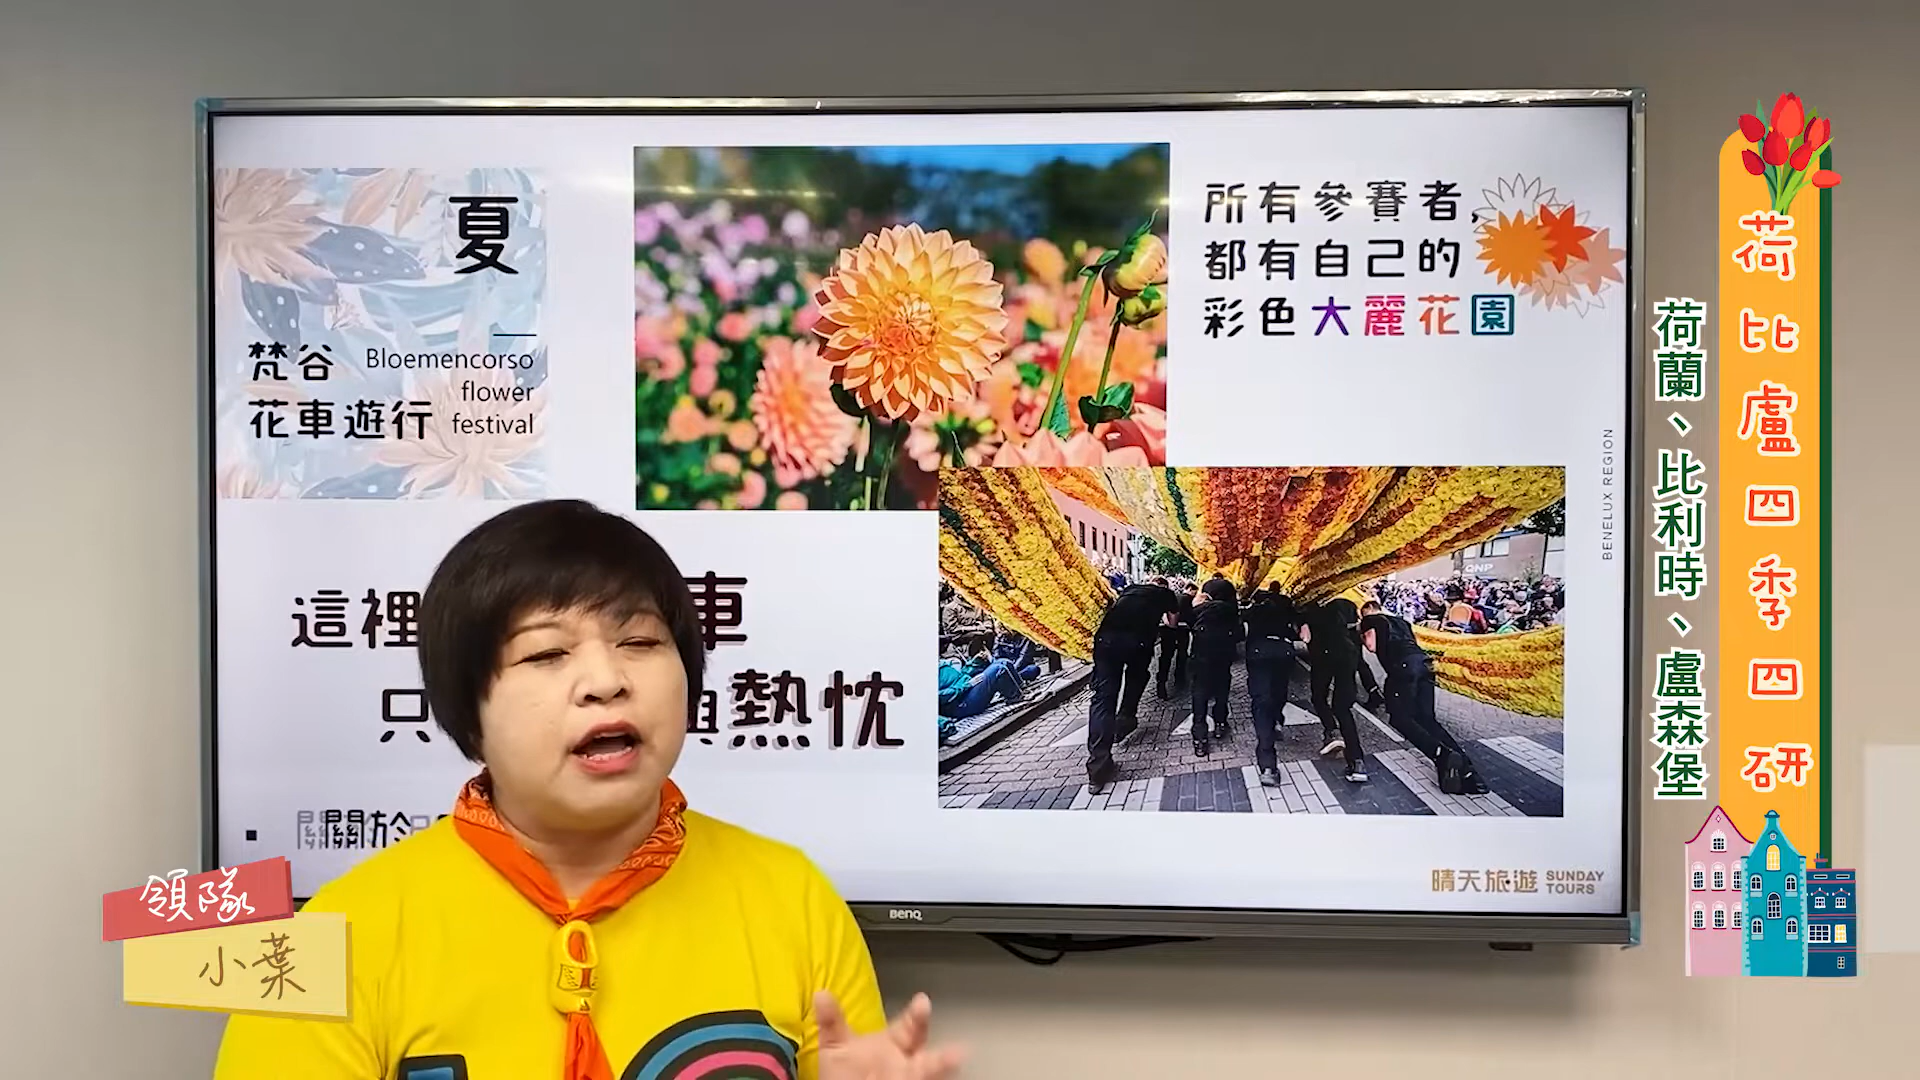 夏
梵谷
花車遊行
Bloemencorso
flower
festival
所有參賽者,
都有自己的
彩色大麗花園
BENELUX REGION
QNP
這裡
車
只
與熱忱
關於
晴天旅遊 SUNDAY
TOURS
BenQ
領隊
小葉
荷蘭、比利時、盧森堡
荷比盧四季四研